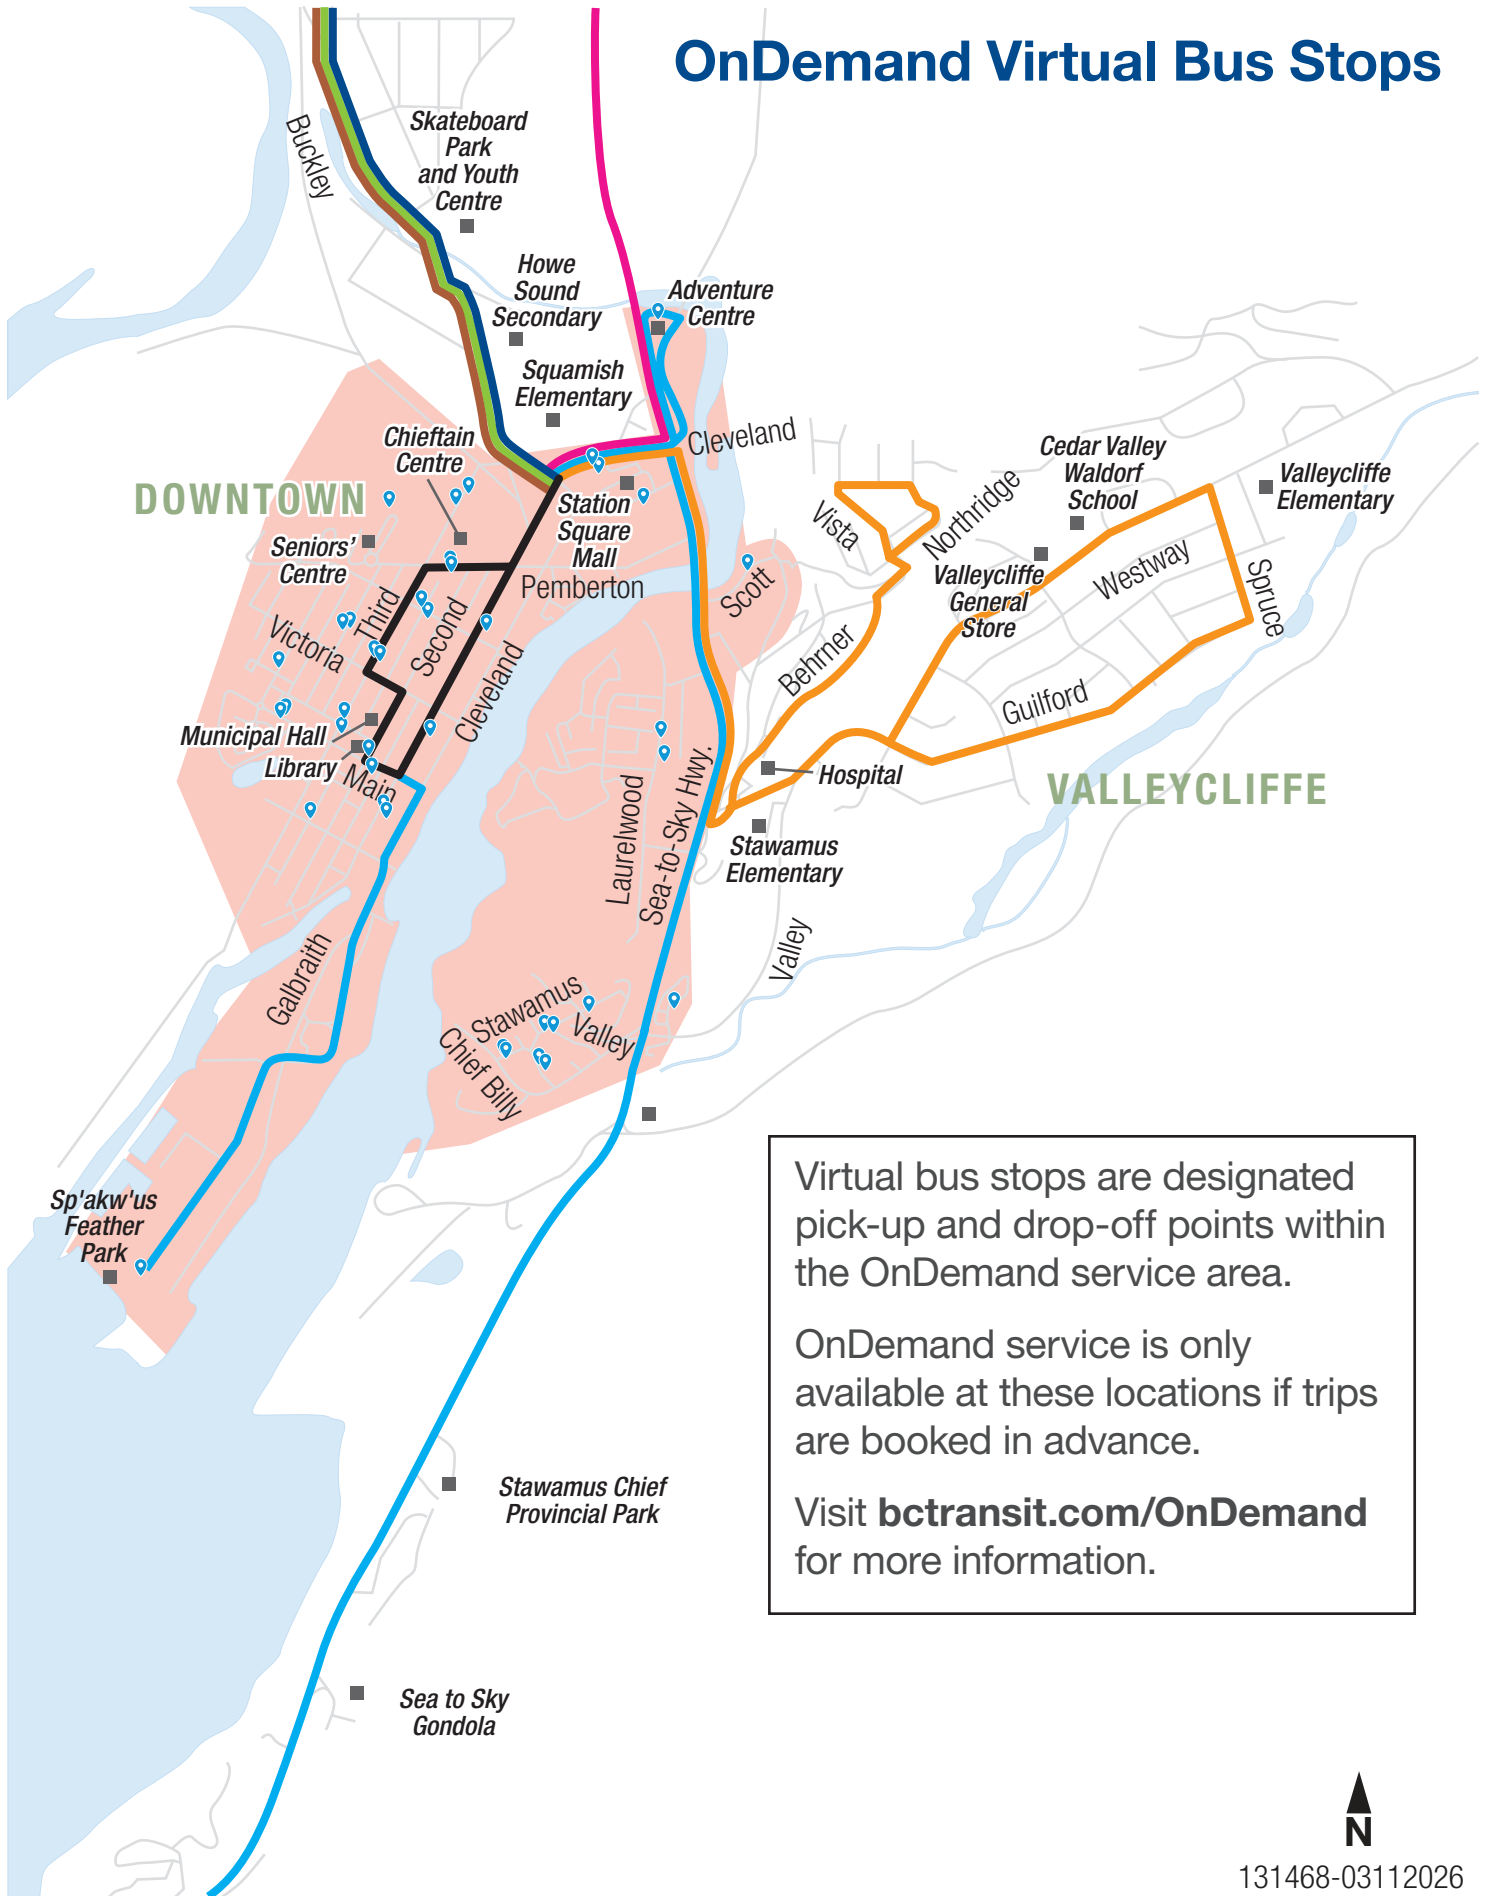 OnDemand Virtual Bus Stops
Buckley
Skateboard
Park
and Youth
Centre
Howe
Sound
Secondary
Adventure
Centre
Squamish
Elementary
Cleveland
Chieftain
Centre
DOWNTOWN
Station
Square
Mall
Seniors'
Centre
Pemberton
Third
Second
Victoria
Cleveland
Municipal Hall
Library
Main
Scott
Vista
Northridge
Cedar Valley
Waldorf
School
Valleycliffe
Elementary
Valleycliffe
General
Store
Westway
Spruce
Behrner
Guilford
Hospital
VALLEYCLIFFE
Stawamus
Elementary
Laurelwood
Sea-to-Sky Hwy.
Valley
Galbraith
Stawamus
Valley
Chief Billy
Sp'akw'us
Feather
Park
Virtual bus stops are designated
pick-up and drop-off points within
the OnDemand service area.
OnDemand service is only
available at these locations if trips
are booked in advance.
Visit bctransit.com/OnDemand
for more information.
Stawamus Chief
Provincial Park
Sea to Sky
Gondola
N
131468-03112026